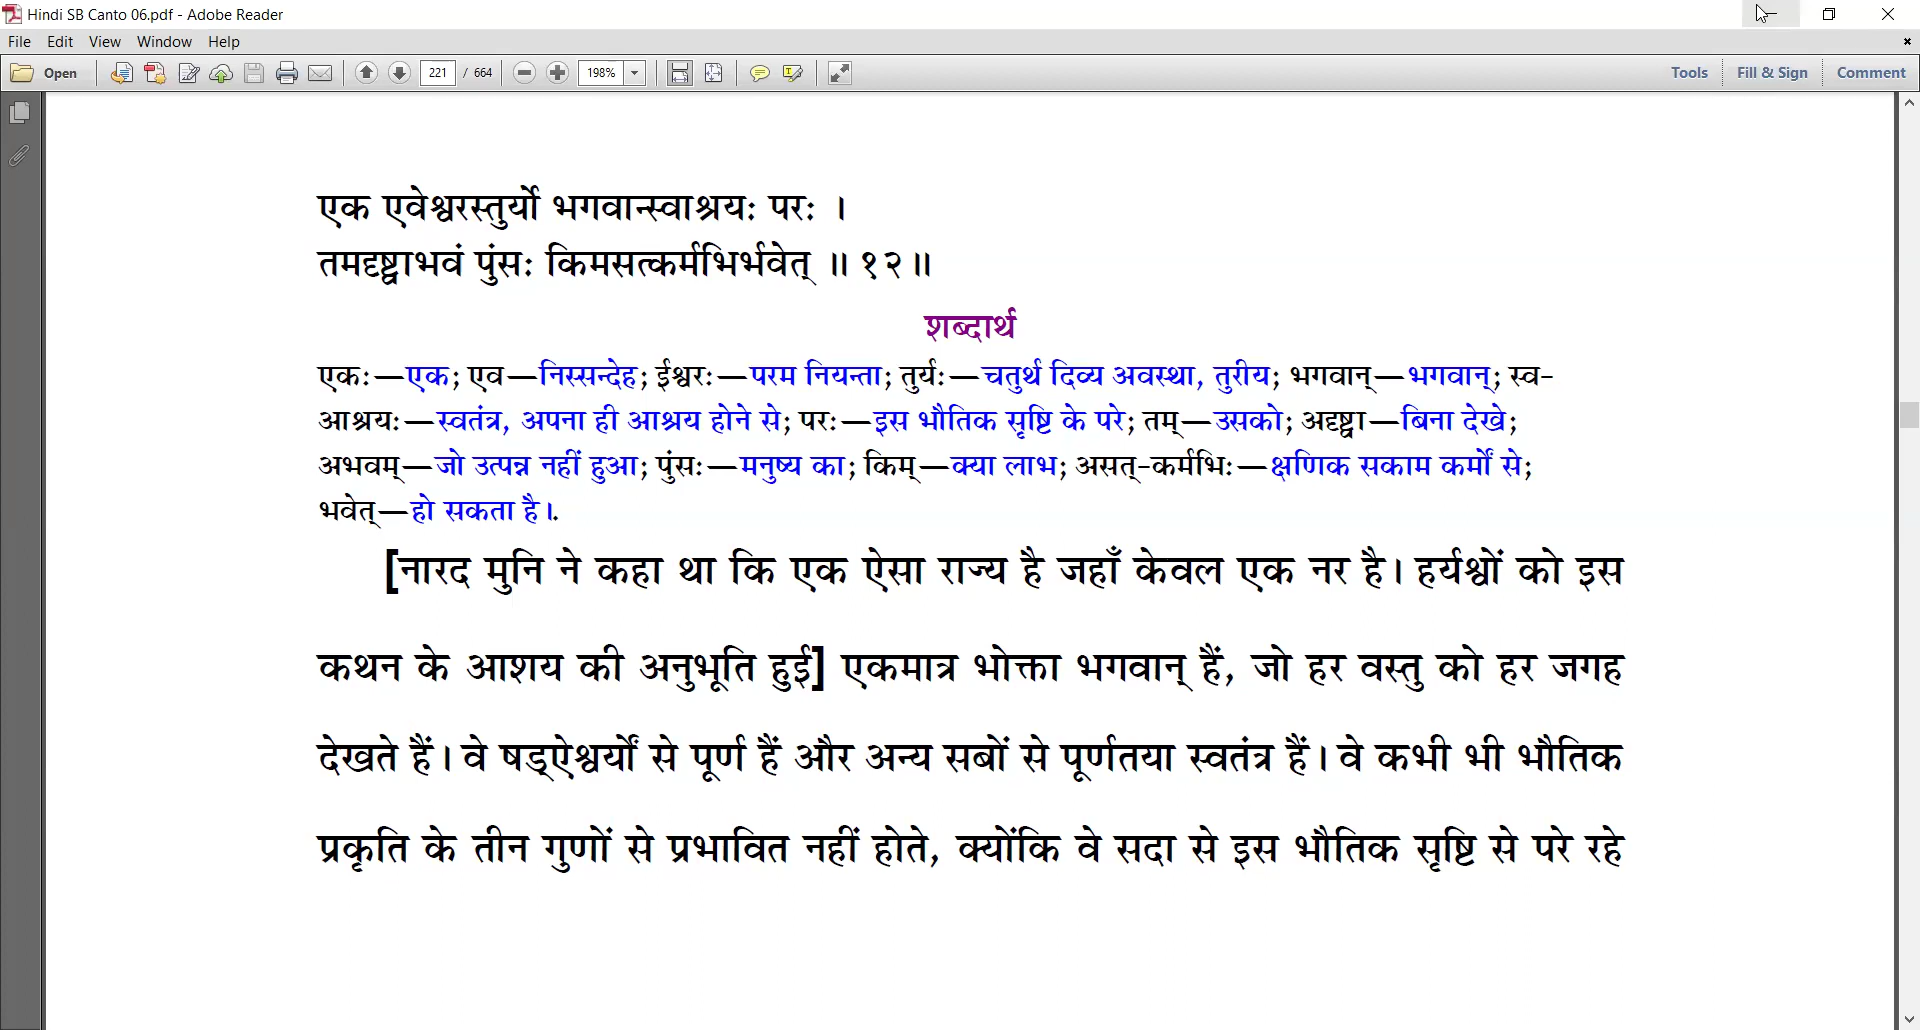 Hindi SB Canto 06.pdf - Adobe Reader
File Edit View Window Help
Open 221 / 664 198% Tools Fill & Sign Comment
एक एवेश्वरस्तुर्यो भगवान्स्वाश्रयः परः ।
तमदृष्ट्वाभवं पुंसः किमसत्कर्मभिर्भवेत् ॥ १२॥
शब्दार्थ
एकः—एक; एव—निस्सन्देह; ईश्वरः—परम नियन्ता; तुर्यः—चतुर्थ दिव्य अवस्था, तुरीय; भगवान्—भगवान्; स्व-
आश्रयः—स्वतंत्र, अपना ही आश्रय होने से; परः—इस भौतिक सृष्टि के परे; तम्—उसको; अदृष्ट्वा—बिना देखे;
अभवम्—जो उत्पन्न नहीं हुआ; पुंसः—मनुष्य का; किम्—क्या लाभ; असत्-कर्मभिः—क्षणिक सकाम कर्मों से;
भवेत्—हो सकता है।.
[नारद मुनि ने कहा था कि एक ऐसा राज्य है जहाँ केवल एक नर है। हर्यश्वों को इस
कथन के आशय की अनुभूति हुई] एकमात्र भोक्ता भगवान् हैं, जो हर वस्तु को हर जगह
देखते हैं। वे षड्ऐश्वर्यों से पूर्ण हैं और अन्य सबों से पूर्णतया स्वतंत्र हैं। वे कभी भी भौतिक
प्रकृति के तीन गुणों से प्रभावित नहीं होते, क्योंकि वे सदा से इस भौतिक सृष्टि से परे रहे